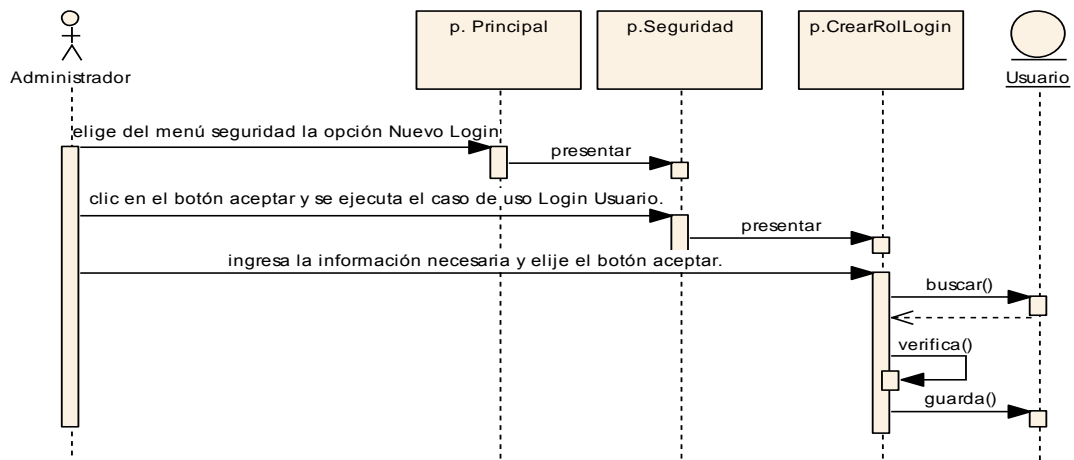 p. Principal
p.Seguridad
p.CrearRolLogin
Administrador
Usuario
elige del menú seguridad la opción Nuevo Login
presentar
clic en el botón aceptar y se ejecuta el caso de uso Login Usuario.
presentar
ingresa la información necesaria y elije el botón aceptar.
buscar()
verifica()
guarda()